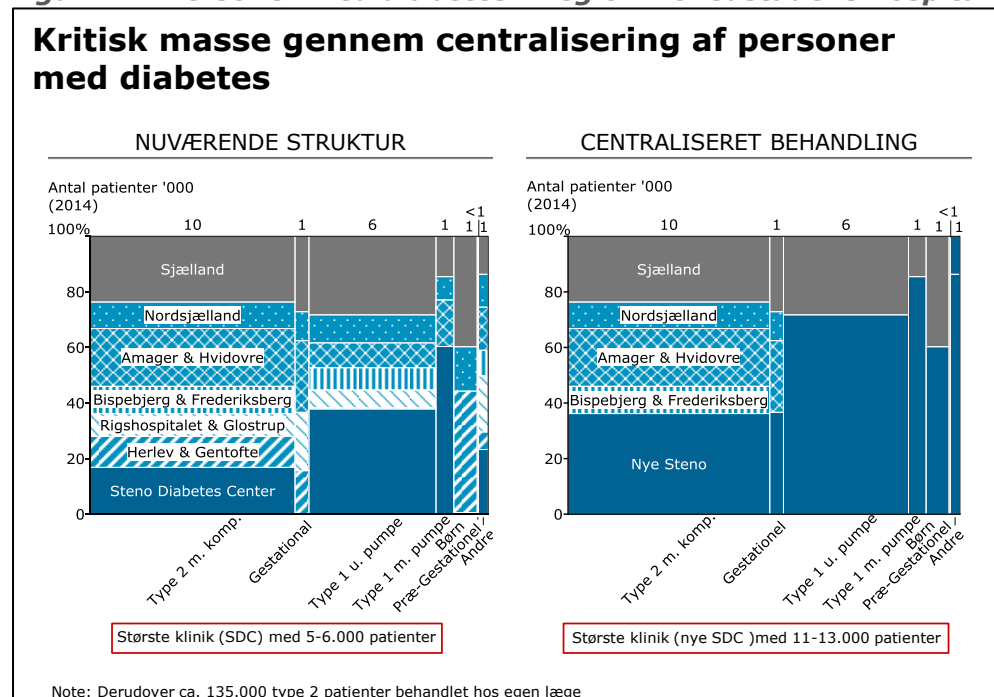 Kritisk masse gennem centralisering af personer
med diabetes
NUVÆRENDE STRUKTUR
Antal patienter '000
(2014)
10 1 6 1 1 <1 1
100%
80
60
40
20
0
Sjælland
Nordsjælland
Amager & Hvidovre
Bispebjerg & Frederiksberg
Rigshospitalet & Glostrup
Herlev & Gentofte
Steno Diabetes Center
Type 2 m. komp.
Gestational
Type 1 u. pumpe
Type 1 m. pumpe
Børn
Præ-Gestationel
Andre
Største klinik (SDC) med 5-6.000 patienter
CENTRALISERET BEHANDLING
Antal patienter '000
(2014)
10 1 6 1 1 <1 1
100%
80
60
40
20
0
Sjælland
Nordsjælland
Amager & Hvidovre
Bispebjerg & Frederiksberg
Nye Steno
Type 2 m. komp.
Gestationel
Type 1 u. pumpe
Type 1 m. pumpe
Børn
Præ-Gestationel
Andre
Største klinik (nye SDC )med 11-13.000 patienter
Note: Derudover ca. 135.000 type 2 patienter behandlet hos egen læge